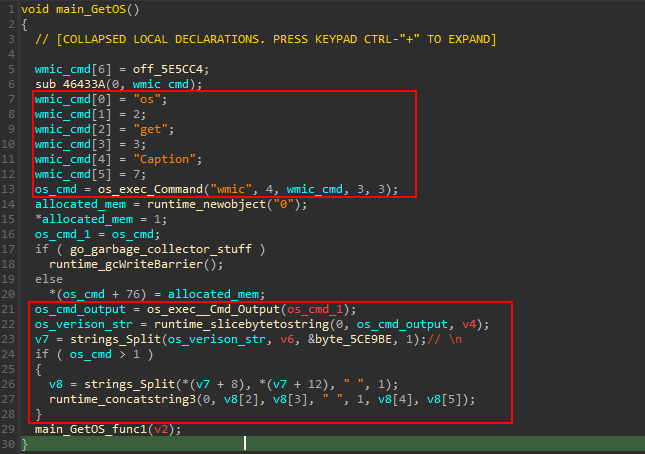 1 void main_GetOS()
2 {
3 // [COLLAPSED LOCAL DECLARATIONS. PRESS KEYPAD CTRL-"+" TO EXPAND]
4
5 wmic_cmd[6] = off_5E5CC4;
6 sub_46433A(0, wmic_cmd);
7 wmic_cmd[0] = "os";
8 wmic_cmd[1] = 2;
9 wmic_cmd[2] = "get";
10 wmic_cmd[3] = 3;
11 wmic_cmd[4] = "Caption";
12 wmic_cmd[5] = 7;
13 os_cmd = os_exec_Command("wmic", 4, wmic_cmd, 3, 3);
14 allocated_mem = runtime_newobject("0");
15 *allocated_mem = 1;
16 os_cmd_1 = os_cmd;
17 if ( go_garbage_collector_stuff )
18 runtime_gcWriteBarrier();
19 else
20 *(os_cmd + 76) = allocated_mem;
21 os_cmd_output = os_exec__Cmd_Output(os_cmd_1);
22 os_verison_str = runtime_slicebytetostring(0, os_cmd_output, v4);
23 v7 = strings_Split(os_verison_str, v6, &byte_5CE9BE, 1);// \n
24 if ( os_cmd > 1 )
25 {
26 v8 = strings_Split(*(v7 + 8), *(v7 + 12), " ", 1);
27 runtime_concatstring3(0, v8[2], v8[3], " ", 1, v8[4], v8[5]);
28 }
29 main_GetOS_func1(v2);
30 }